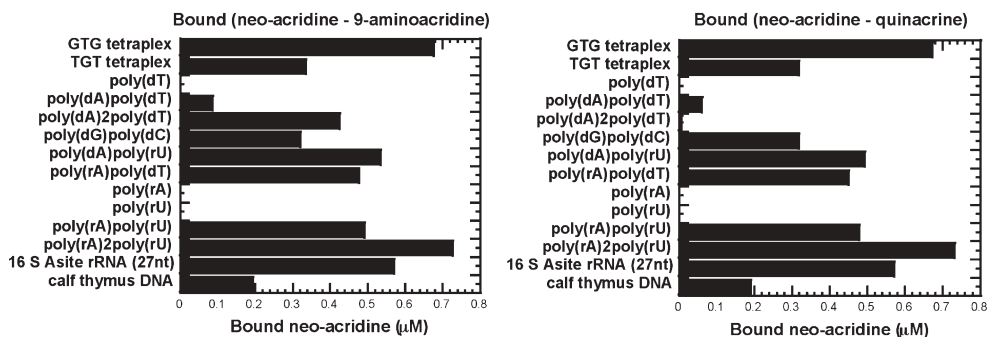 Bound (neo-acridine - 9-aminoacridine)
GTG tetraplex
TGT tetraplex
poly(dT)
poly(dA)poly(dT)
poly(dA)2poly(dT)
poly(dG)poly(dC)
poly(dA)poly(rU)
poly(rA)poly(dT)
poly(rA)
poly(rU)
poly(rA)poly(rU)
poly(rA)2poly(rU)
16 S Asite rRNA (27nt)
calf thymus DNA
0 0.1 0.2 0.3 0.4 0.5 0.6 0.7 0.8
Bound neo-acridine (µM)
Bound (neo-acridine - quinacrine)
GTG tetraplex
TGT tetraplex
poly(dT)
poly(dA)poly(dT)
poly(dA)2poly(dT)
poly(dG)poly(dC)
poly(dA)poly(rU)
poly(rA)poly(dT)
poly(rA)
poly(rU)
poly(rA)poly(rU)
poly(rA)2poly(rU)
16 S Asite rRNA (27nt)
calf thymus DNA
0 0.1 0.2 0.3 0.4 0.5 0.6 0.7 0.8
Bound neo-acridine (µM)